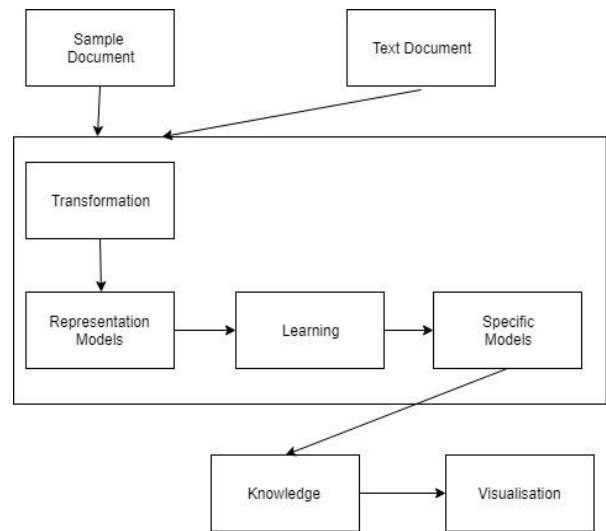 Sample
Document
Text Document
Transformation
Representation
Models
Learning
Specific
Models
Knowledge
Visualisation